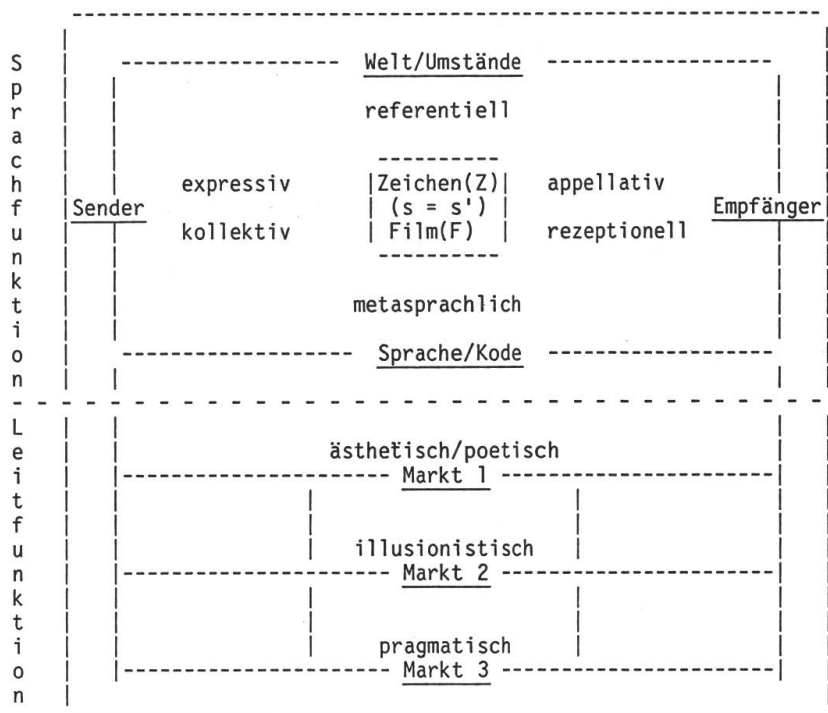 Sprachfunktion
Welt/Umstände
referentiell
expressiv |Zeichen(Z)| appellativ
Sender | (s = s') | Empfänger
kollektiv | Film(F) | rezeptionell
metasprachlich
Sprache/Kode
Leitfunktion
ästhetisch/poetisch
Markt 1
illusionistisch
Markt 2
pragmatisch
Markt 3